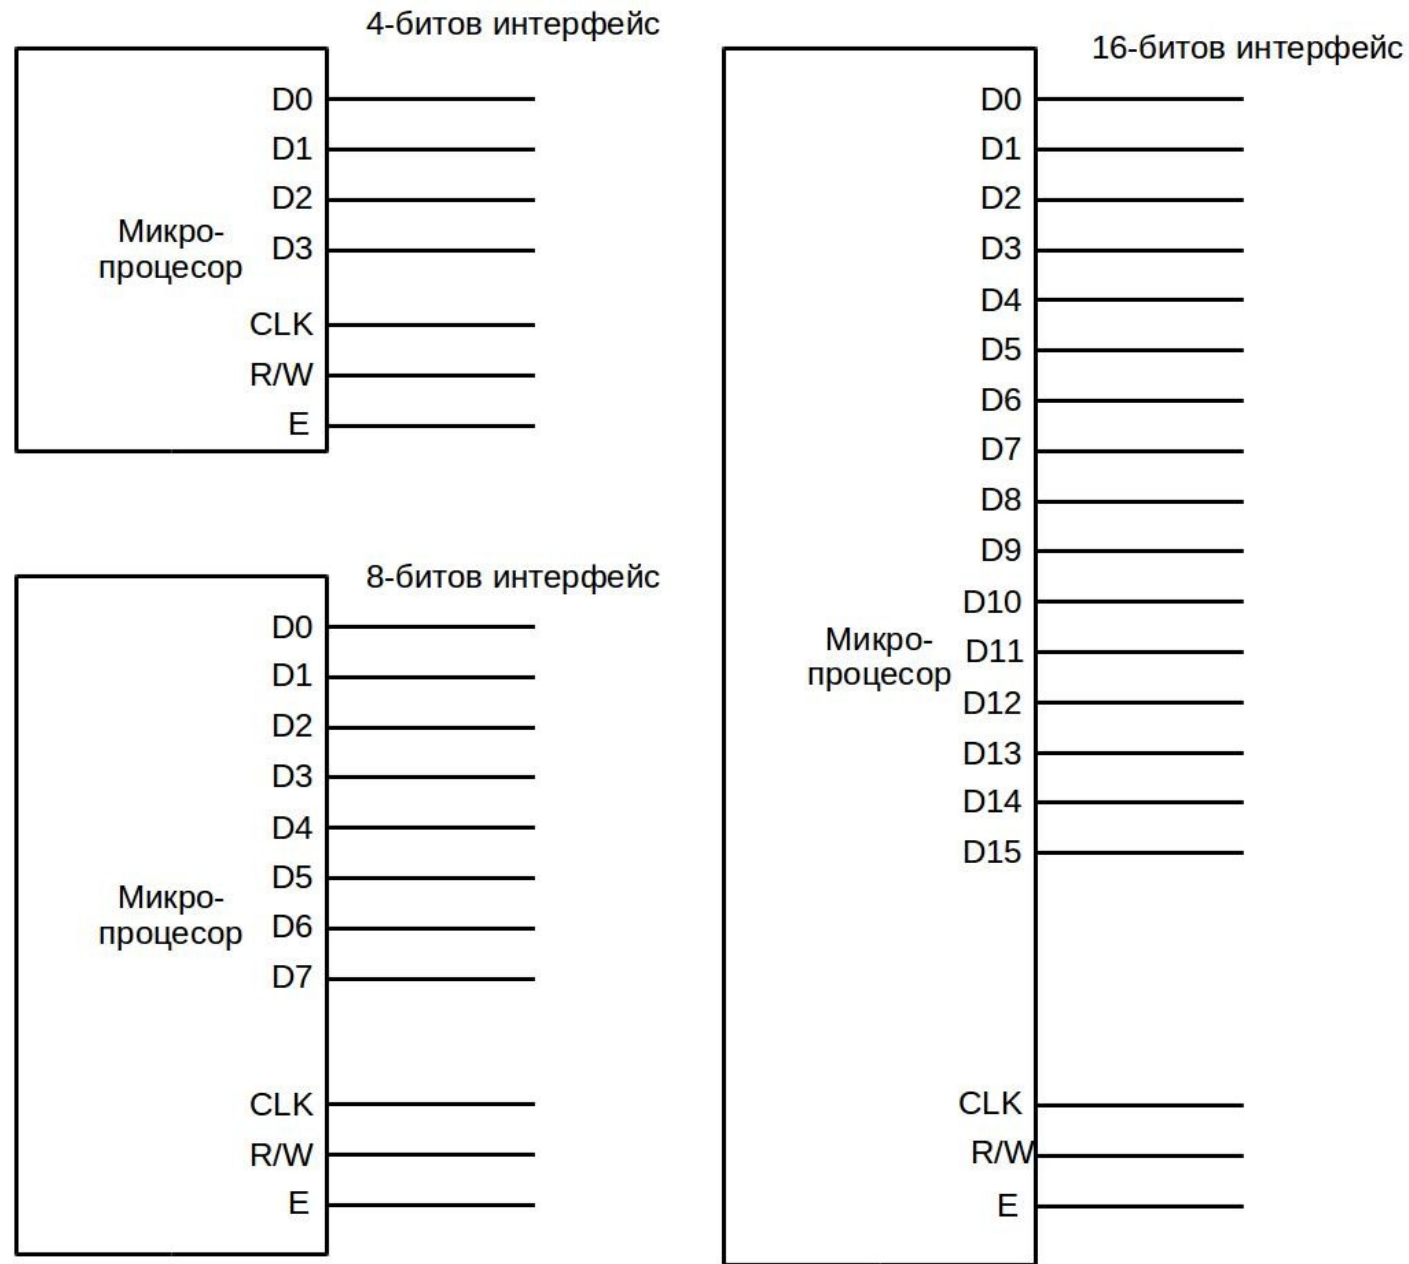 4-битов интерфейс
D0
D1
D2
D3
Микро-
процесор
CLK
R/W
E
8-битов интерфейс
D0
D1
D2
D3
D4
D5
D6
D7
Микро-
процесор
CLK
R/W
E
16-битов интерфейс
D0
D1
D2
D3
D4
D5
D6
D7
D8
D9
D10
D11
D12
D13
D14
D15
Микро-
процесор
CLK
R/W
E